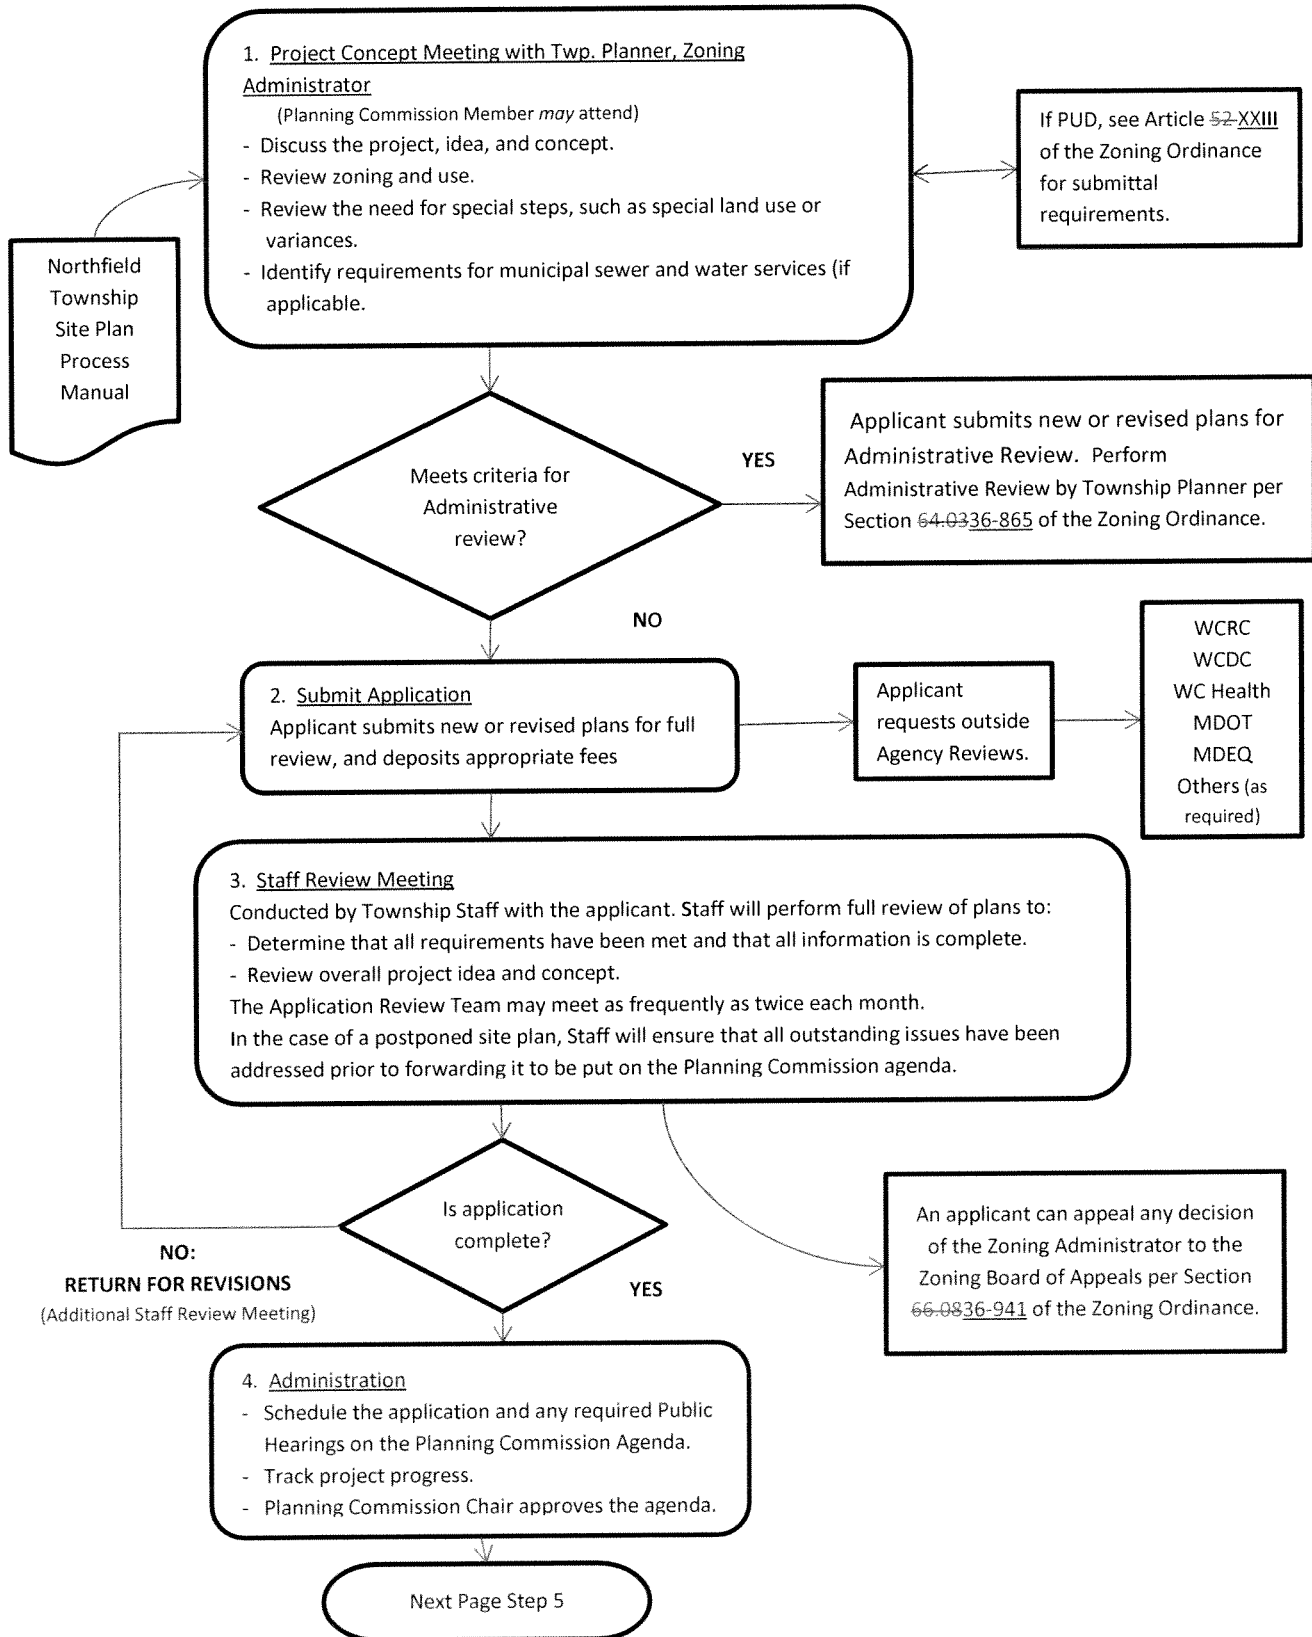 1. Project Concept Meeting with Twp. Planner, Zoning
Administrator
(Planning Commission Member may attend)
- Discuss the project, idea, and concept.
- Review zoning and use.
- Review the need for special steps, such as special land use or
variances.
- Identify requirements for municipal sewer and water services (if
applicable.
If PUD, see Article 52-XXIII
of the Zoning Ordinance
for submittal
requirements.
Northfield
Township
Site Plan
Process
Manual
Meets criteria for
Administrative
review?
YES
Applicant submits new or revised plans for
Administrative Review. Perform
Administrative Review by Township Planner per
Section 64.0336-865 of the Zoning Ordinance.
NO
2. Submit Application
Applicant submits new or revised plans for full
review, and deposits appropriate fees
Applicant
requests outside
Agency Reviews.
WCRC
WCDC
WC Health
MDOT
MDEQ
Others (as
required)
3. Staff Review Meeting
Conducted by Township Staff with the applicant. Staff will perform full review of plans to:
- Determine that all requirements have been met and that all information is complete.
- Review overall project idea and concept.
The Application Review Team may meet as frequently as twice each month.
In the case of a postponed site plan, Staff will ensure that all outstanding issues have been
addressed prior to forwarding it to be put on the Planning Commission agenda.
Is application
complete?
NO:
RETURN FOR REVISIONS
(Additional Staff Review Meeting)
YES
An applicant can appeal any decision
of the Zoning Administrator to the
Zoning Board of Appeals per Section
66.0836-941 of the Zoning Ordinance.
4. Administration
- Schedule the application and any required Public
Hearings on the Planning Commission Agenda.
- Track project progress.
- Planning Commission Chair approves the agenda.
Next Page Step 5